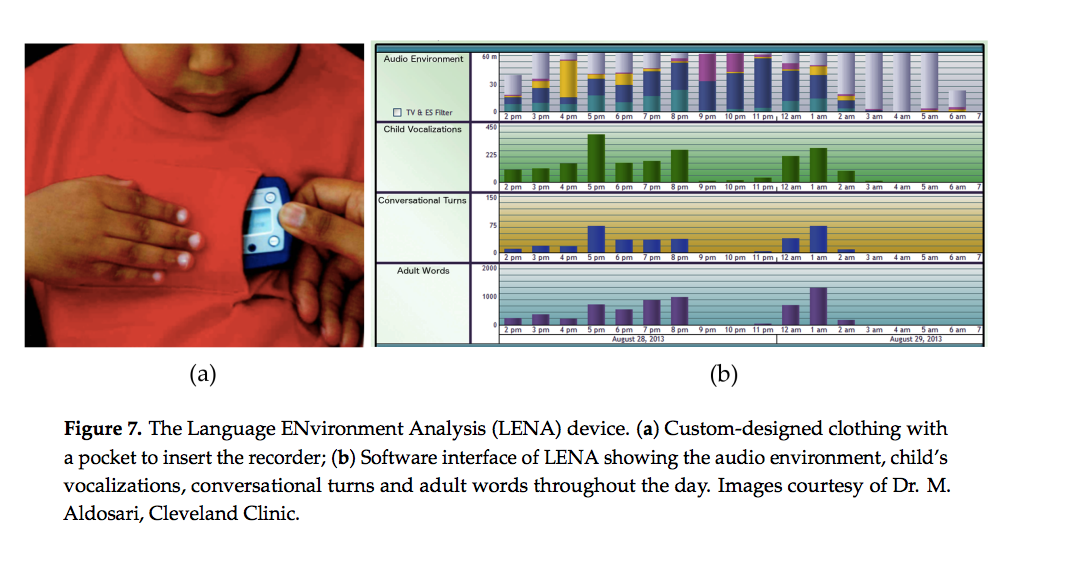 Audio Environment
60 m
30
0
TV & ES Filter
2 pm 3 pm 4 pm 5 pm 6 pm 7 pm 8 pm 9 pm 10 pm 11 pm 12 am 1 am 2 am 3 am 4 am 5 am 6 am 7
Child Vocalizations
450
225
0
2 pm 3 pm 4 pm 5 pm 6 pm 7 pm 8 pm 9 pm 10 pm 11 pm 12 am 1 am 2 am 3 am 4 am 5 am 6 am 7
Conversational Turns
150
75
0
2 pm 3 pm 4 pm 5 pm 6 pm 7 pm 8 pm 9 pm 10 pm 11 pm 12 am 1 am 2 am 3 am 4 am 5 am 6 am 7
Adult Words
2000
1000
0
2 pm 3 pm 4 pm 5 pm 6 pm 7 pm 8 pm 9 pm 10 pm 11 pm 12 am 1 am 2 am 3 am 4 am 5 am 6 am 7
August 28, 2013 August 29, 2013
(a) (b)
Figure 7. The Language ENvironment Analysis (LENA) device. (a) Custom-designed clothing with
a pocket to insert the recorder; (b) Software interface of LENA showing the audio environment, child's
vocalizations, conversational turns and adult words throughout the day. Images courtesy of Dr. M.
Aldosari, Cleveland Clinic.